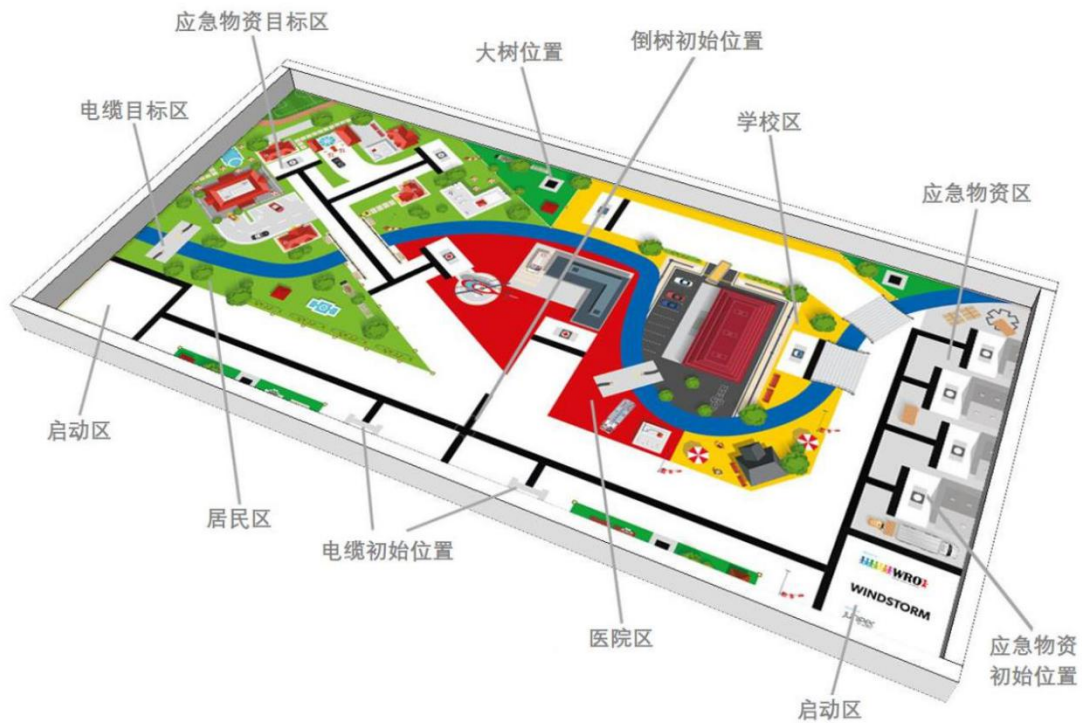 应急物资目标区
大树位置
倒树初始位置
电缆目标区
学校区
应急物资区
启动区
居民区
电缆初始位置
医院区
WRO
WINDSTORM
juniper
启动区
应急物资
初始位置